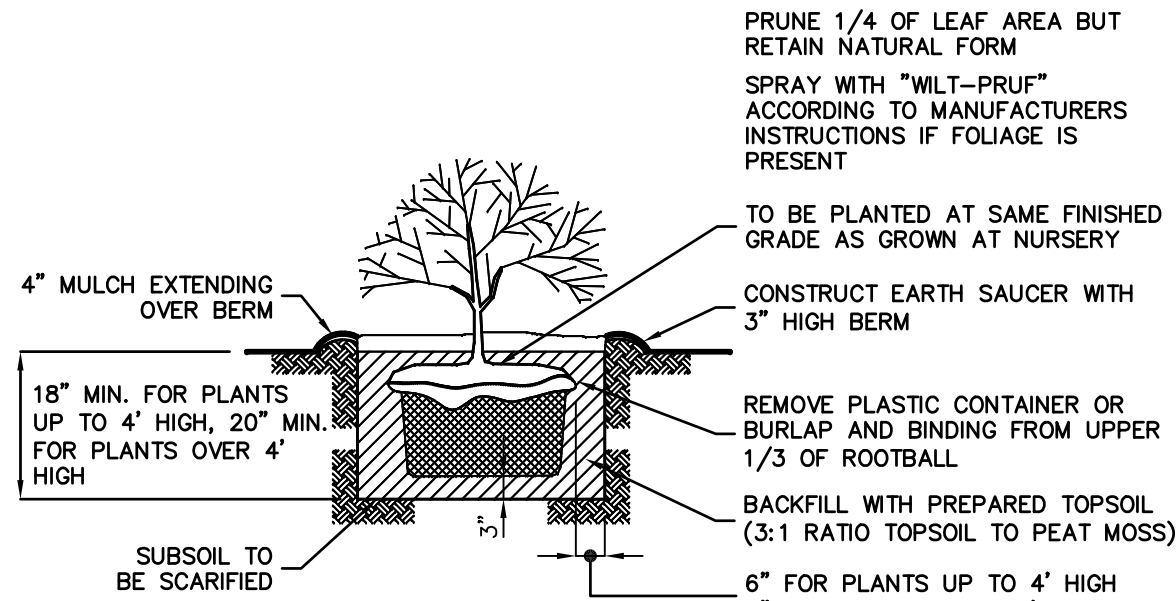 PRUNE 1/4 OF LEAF AREA BUT
RETAIN NATURAL FORM
SPRAY WITH "WILT-PRUF"
ACCORDING TO MANUFACTURERS
INSTRUCTIONS IF FOLIAGE IS
PRESENT
TO BE PLANTED AT SAME FINISHED
GRADE AS GROWN AT NURSERY
4" MULCH EXTENDING
OVER BERM
CONSTRUCT EARTH SAUCER WITH
3" HIGH BERM
18" MIN. FOR PLANTS
UP TO 4' HIGH, 20" MIN.
FOR PLANTS OVER 4'
HIGH
REMOVE PLASTIC CONTAINER OR
BURLAP AND BINDING FROM UPPER
1/3 OF ROOTBALL
BACKFILL WITH PREPARED TOPSOIL
(3:1 RATIO TOPSOIL TO PEAT MOSS)
3"
SUBSOIL TO
BE SCARIFIED
6" FOR PLANTS UP TO 4' HIGH